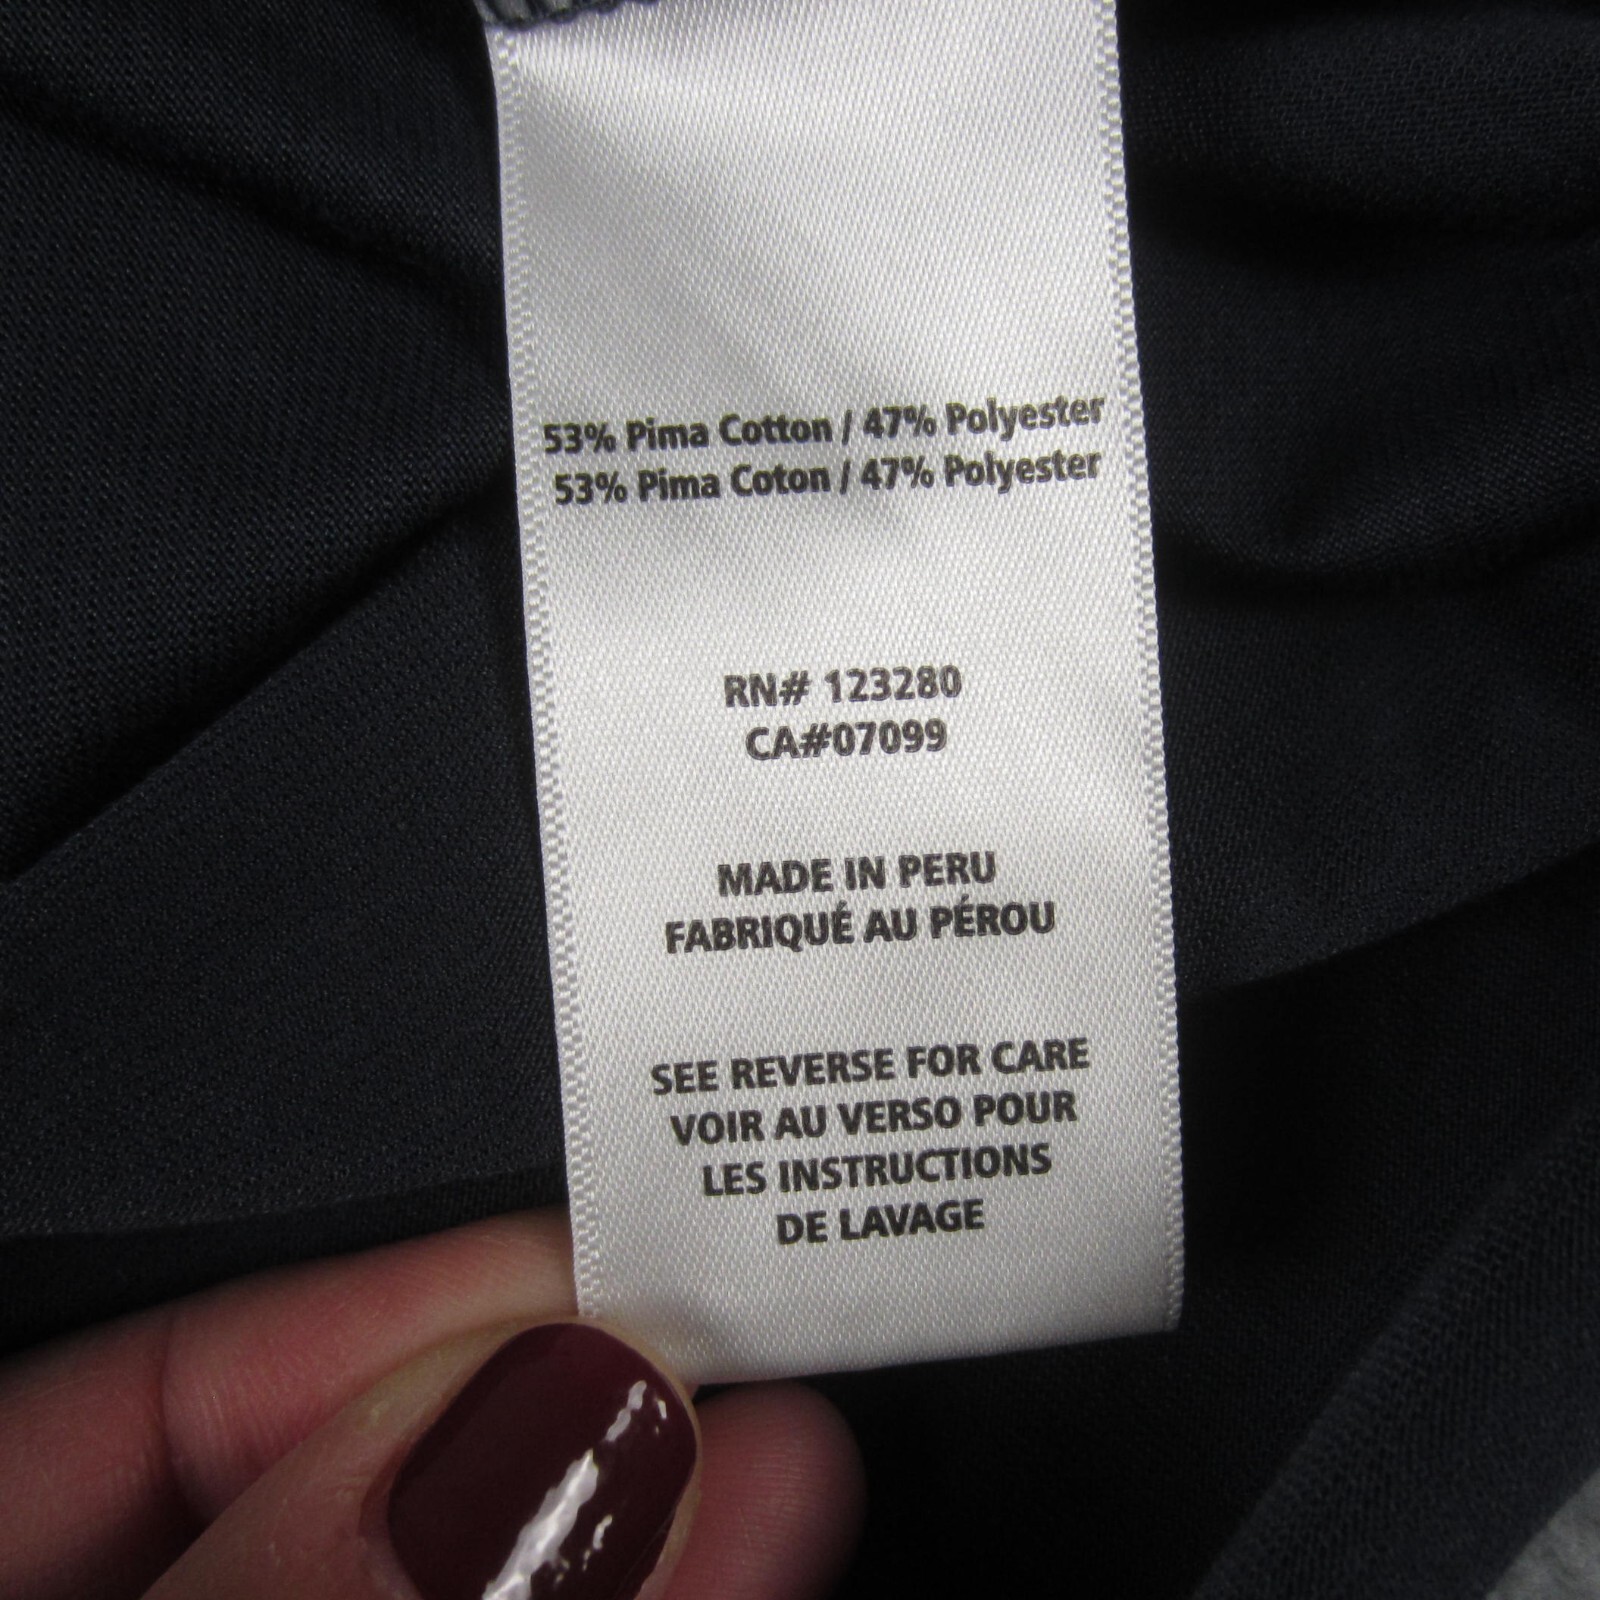 53% Pima Cotton / 47% Polyester
53% Pima Coton / 47% Polyester
RN# 123280
CA#07099
MADE IN PERU
FABRIQUÉ AU PÉROU
SEE REVERSE FOR CARE
VOIR AU VERSO POUR
LES INSTRUCTIONS
DE LAVAGE